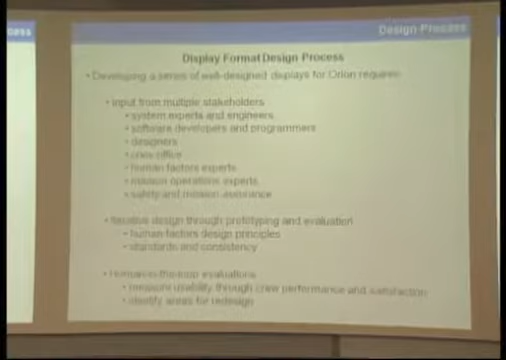 ocess
Design Process
Display Format Design Process
• Developing a series of well-designed displays for Orion requires:
• Input from multiple stakeholders
• system experts and engineers
• software developers and programmers
• designers
• crew office
• human factors experts
• mission operations experts
• safety and mission assurance
• Iterative design through prototyping and evaluation
• human factors design principles
• standards and consistency
• Human-in-the-loop evaluations
• measure usability through crew performance and satisfaction
• identify areas for redesign